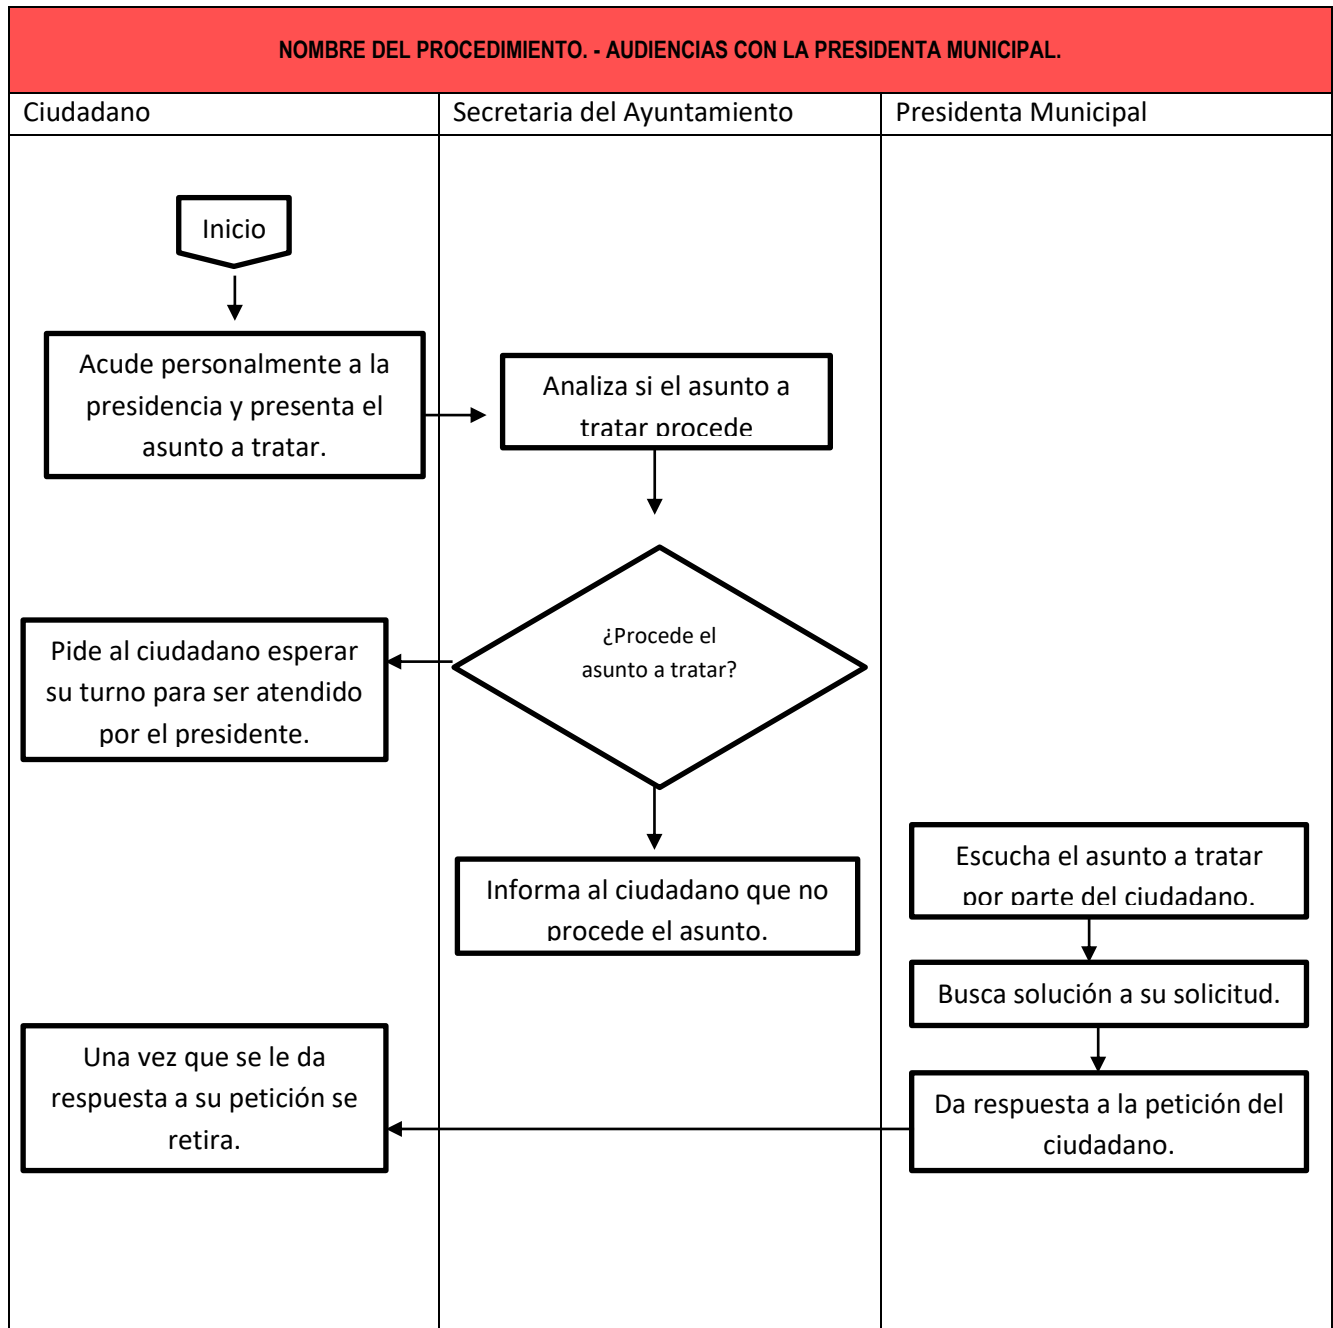 NOMBRE DEL PROCEDIMIENTO. - AUDIENCIAS CON LA PRESIDENTA MUNICIPAL.
Ciudadano
Secretaria del Ayuntamiento
Presidenta Municipal
Inicio
Acude personalmente a la
presidencia y presenta el
asunto a tratar.
Analiza si el asunto a
tratar procede
¿Procede el
asunto a tratar?
Pide al ciudadano esperar
su turno para ser atendido
por el presidente.
Informa al ciudadano que no
procede el asunto.
Escucha el asunto a tratar
por parte del ciudadano.
Busca solución a su solicitud.
Da respuesta a la petición del
ciudadano.
Una vez que se le da
respuesta a su petición se
retira.